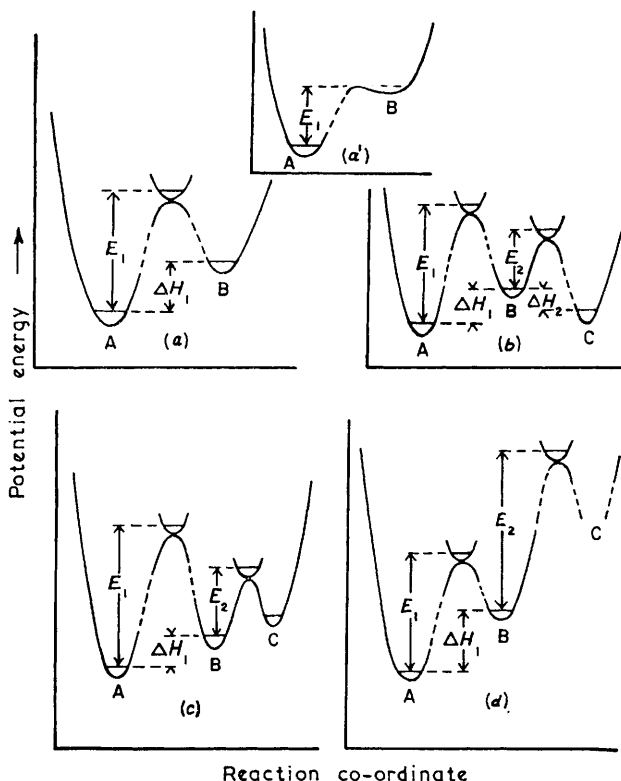 E₁
A
B
(a')
E₁
ΔH₁
A
B
(a)
E₁
E₂
ΔH₁
ΔH₂
A
B
C
(b)
E₁
E₂
ΔH₁
A
B
C
(c)
E₁
E₂
ΔH₁
A
B
C
(d)
Potential energy
Reaction co-ordinate